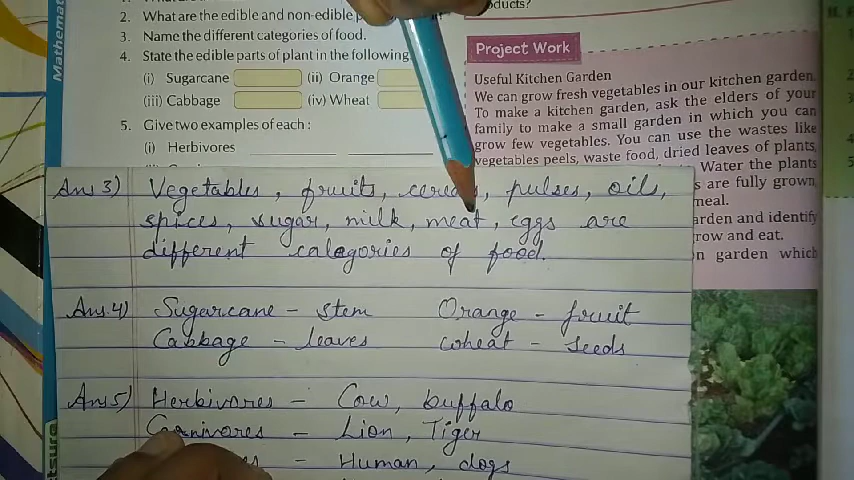 Mathemat
2. What are the edible and non-edible p
3. Name the different categories of food.
4. State the edible parts of plant in the following
(i) Sugarcane (ii) Orange
(iii) Cabbage (iv) Wheat
5. Give two examples of each :
(i) Herbivores
oducts?
Project Work
Useful Kitchen Garden
We can grow fresh vegetables in our kitchen garden.
To make a kitchen garden, ask the elders of your
family to make a small garden in which you can
grow few vegetables. You can use the wastes like
vegetables peels, waste food, dried leaves of plants,
Water the plants
s are fully grown,
meal.
arden and identify
row and eat.
n garden which
Ans 3) Vegetables, fruits, cereals, pulses, oils,
spices, sugar, milk, meat, eggs are
different categories of food.
Ans.4) Sugarcane - stem Orange - fruit
Cabbage - leaves wheat - seeds
Ans 5) Herbivores - Cow, buffalo
Carnivores - Lion, Tiger
es - Human, dogs